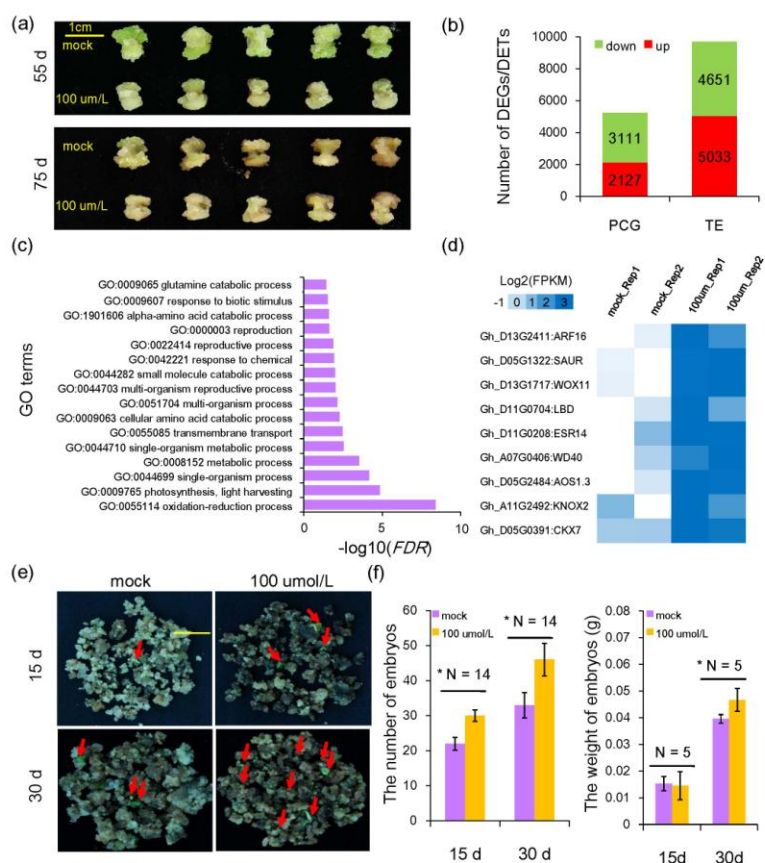 (a)
1cm
55 d
mock
100 um/L
75 d
mock
100 um/L
(b)
Number of DEGs/DETs
10000
8000
6000
4000
2000
0
down
up
3111
2127
4651
5033
PCG
TE
(c)
GO terms
GO:0009065 glutamine catabolic process
GO:0009607 response to biotic stimulus
GO:1901606 alpha-amino acid catabolic process
GO:0000003 reproduction
GO:0022414 reproductive process
GO:0042221 response to chemical
GO:0044282 small molecule catabolic process
GO:0044703 multi-organism reproductive process
GO:0051704 multi-organism process
GO:0009063 cellular amino acid catabolic process
GO:0055085 transmembrane transport
GO:0044710 single-organism metabolic process
GO:0008152 metabolic process
GO:0044699 single-organism process
GO:0009765 photosynthesis, light harvesting
GO:0055114 oxidation-reduction process
0 5 10
-log10(FDR)
(d)
Log2(FPKM)
-1 0 1 2 3
mock_Rep1
mock_Rep2
100um_Rep1
100um_Rep2
Gh_D13G2411:ARF16
Gh_D05G1322:SAUR
Gh_D13G1717:WOX11
Gh_D11G0704:LBD
Gh_D11G0208:ESR14
Gh_A07G0406:WD40
Gh_D05G2484:AOS1.3
Gh_A11G2492:KNOX2
Gh_D05G0391:CKX7
(e)
mock
100 umol/L
15 d
30 d
(f)
The number of embryos
60
50
40
30
20
10
0
mock
100 umol/L
* N = 14
* N = 14
15 d
30 d
The weight of embryos (g)
0.08
0.07
0.06
0.05
0.04
0.03
0.02
0.01
0.00
mock
100 umol/L
N = 5
* N = 5
15d
30d